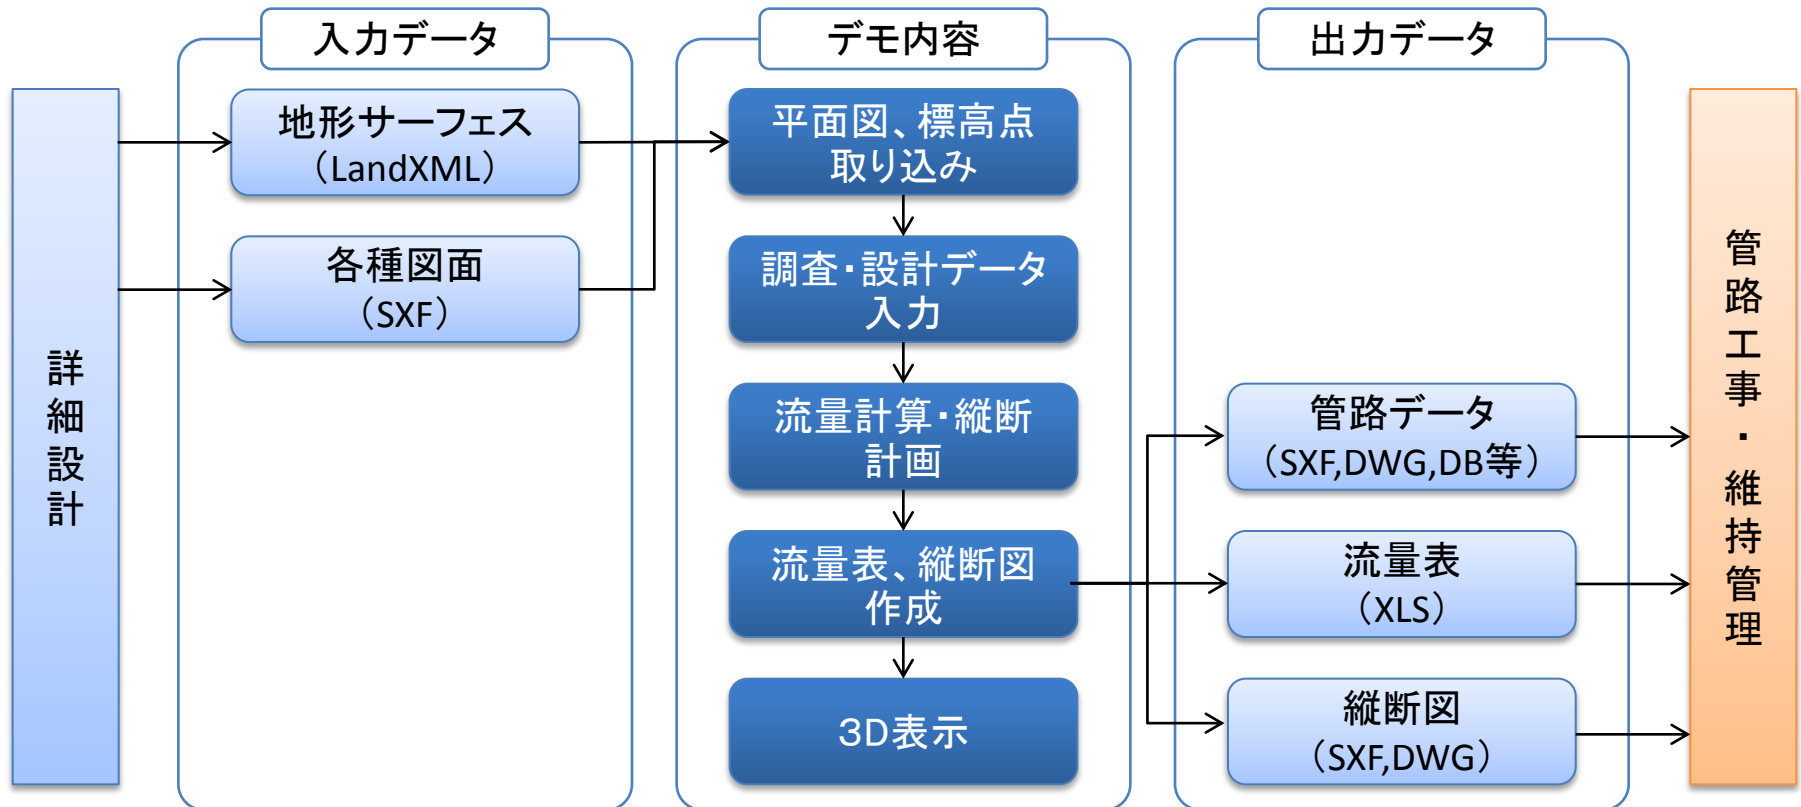 入力データ
デモ内容
出力データ
詳細設計
地形サーフェス
（LandXML）
各種図面
（SXF）
平面図、標高点
取り込み
調査・設計データ
入力
流量計算・縦断
計画
流量表、縦断図
作成
３D表示
管路データ
（SXF,DWG,DB等）
流量表
（XLS）
縦断図
（SXF,DWG）
管路工事・維持管理